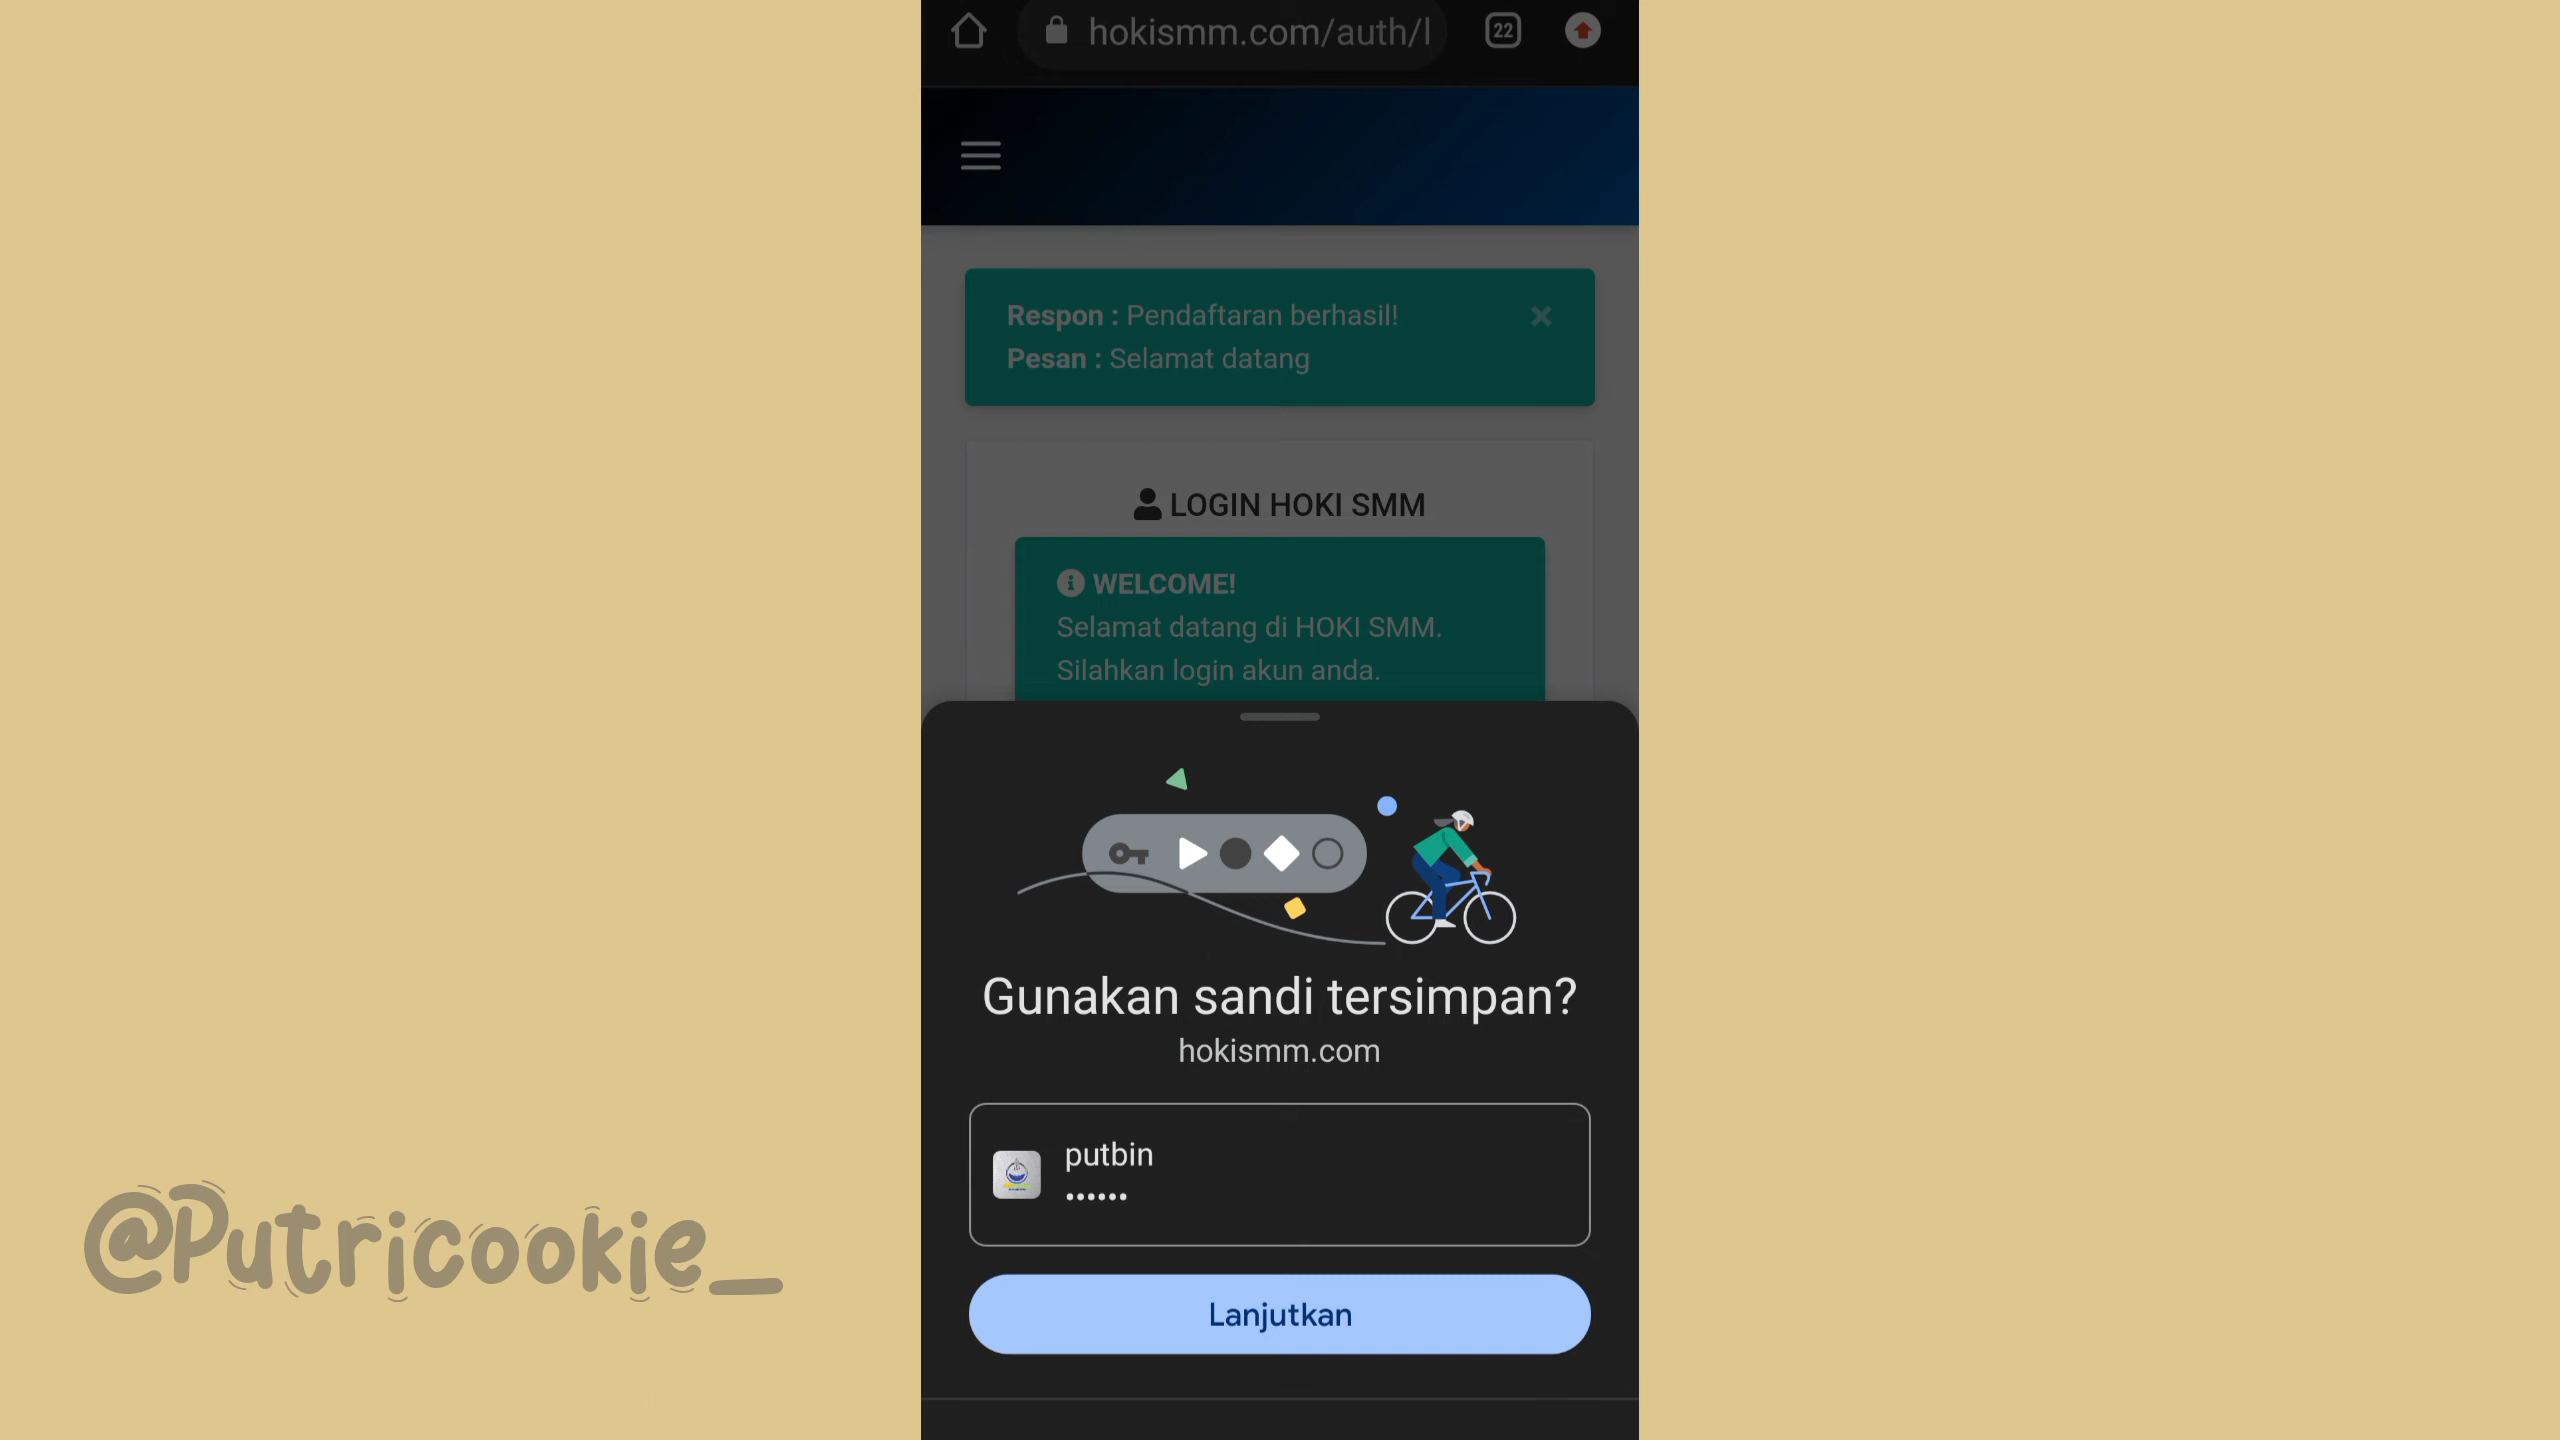 hokismm.com/auth/l
22
Respon : Pendaftaran berhasil!
Pesan : Selamat datang
LOGIN HOKI SMM
WELCOME!
Selamat datang di HOKI SMM.
Silahkan login akun anda.
Gunakan sandi tersimpan?
hokismm.com
putbin
••••••
Lanjutkan
@Putricookie_